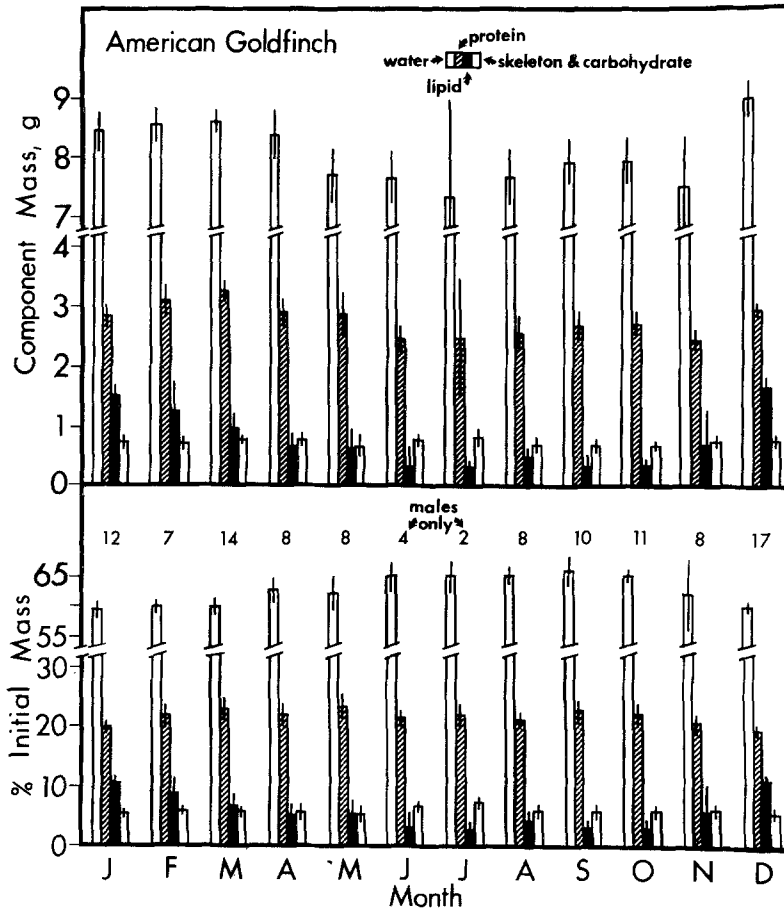 American Goldfinch
protein
water
skeleton & carbohydrate
lipid
Component Mass, g
9
8
7
4
3
2
1
0
males
only
12 7 14 8 8 4 2 8 10 11 8 17
% Initial Mass
65
55
30
20
10
0
J F M A M J J A S O N D
Month